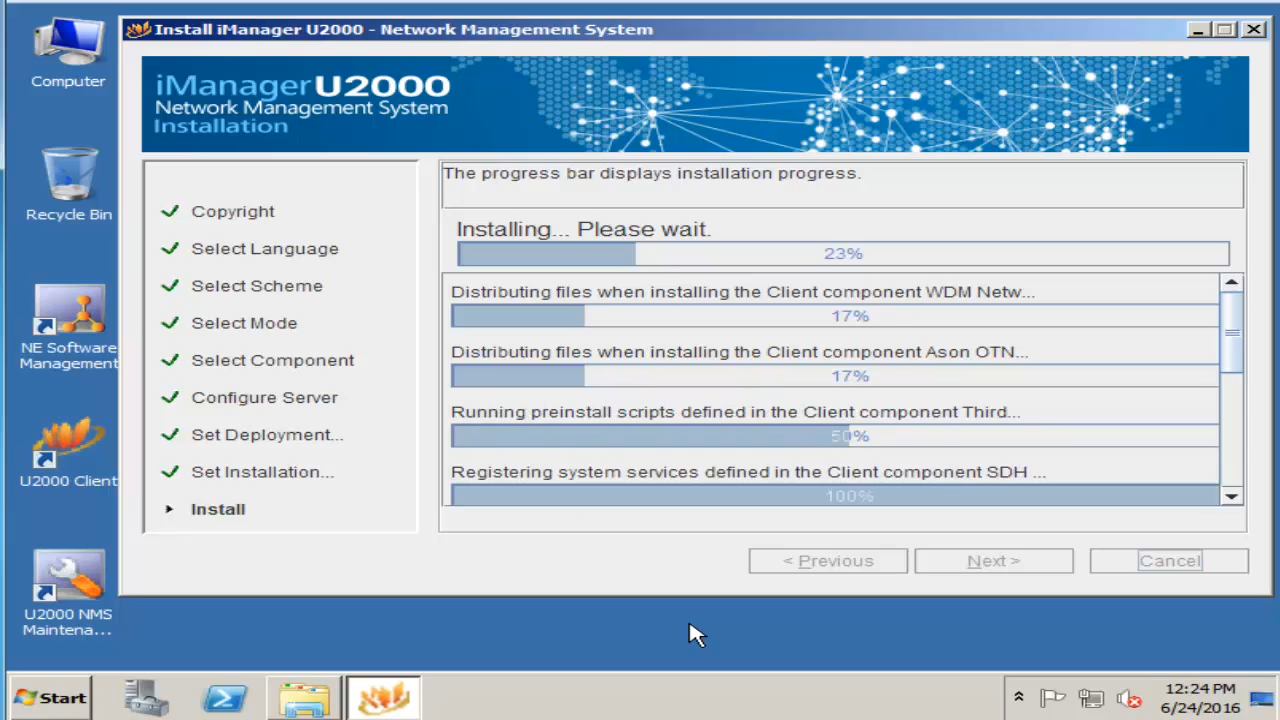 Install iManager U2000 - Network Management System
Computer
Recycle Bin
NE Software
Management
U2000 Client
U2000 NMS
Maintena...
iManager U2000
Network Management System
Installation
Copyright
Select Language
Select Scheme
Select Mode
Select Component
Configure Server
Set Deployment...
Set Installation...
Install
The progress bar displays installation progress.
Installing... Please wait.
23%
Distributing files when installing the Client component WDM Netw...
17%
Distributing files when installing the Client component Ason OTN...
17%
Running preinstall scripts defined in the Client component Third...
50%
Registering system services defined in the Client component SDH ...
100%
< Previous
Next >
Cancel
Start
12:24 PM
6/24/2016